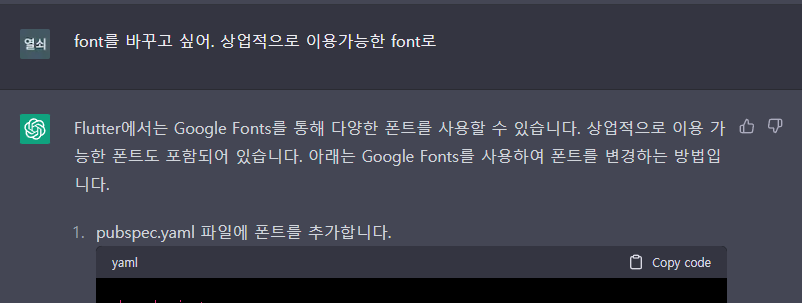 열쇠
font를 바꾸고 싶어. 상업적으로 이용가능한 font로
Flutter에서는 Google Fonts를 통해 다양한 폰트를 사용할 수 있습니다. 상업적으로 이용 가
능한 폰트도 포함되어 있습니다. 아래는 Google Fonts를 사용하여 폰트를 변경하는 방법입
니다.
1. pubspec.yaml 파일에 폰트를 추가합니다.
yaml Copy code